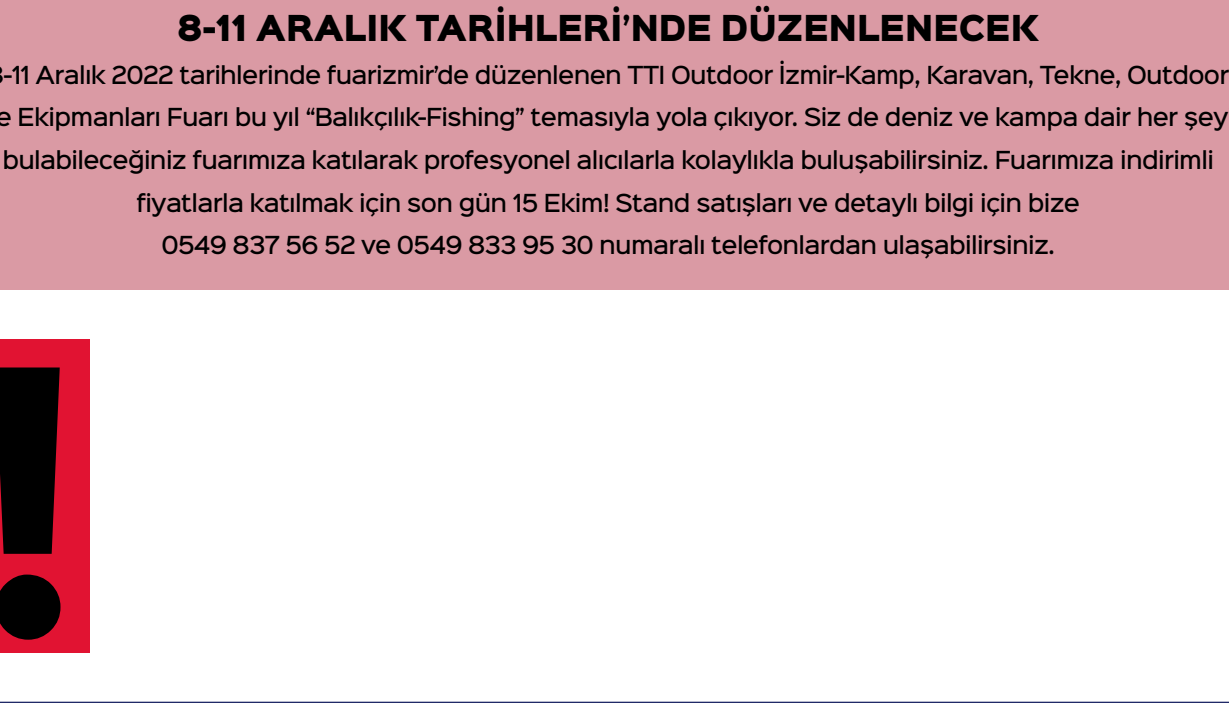 8-11 ARALIK TARİHLERİ’NDE DÜZENLENECEK
8-11 Aralık 2022 tarihlerinde fuarizmir’de düzenlenen TTI Outdoor İzmir-Kamp, Karavan, Tekne, Outdoor
Ekipmanları Fuarı bu yıl “Balıkçılık-Fishing” temasıyla yola çıkıyor. Siz de deniz ve kampa dair her şey
bulabileceğiniz fuarımıza katılarak profesyonel alıcılarla kolaylıkla buluşabilirsiniz. Fuarımıza indirimli
fiyatlarla katılmak için son gün 15 Ekim! Stand satışları ve detaylı bilgi için bize
0549 837 56 52 ve 0549 833 95 30 numaralı telefonlardan ulaşabilirsiniz.
!